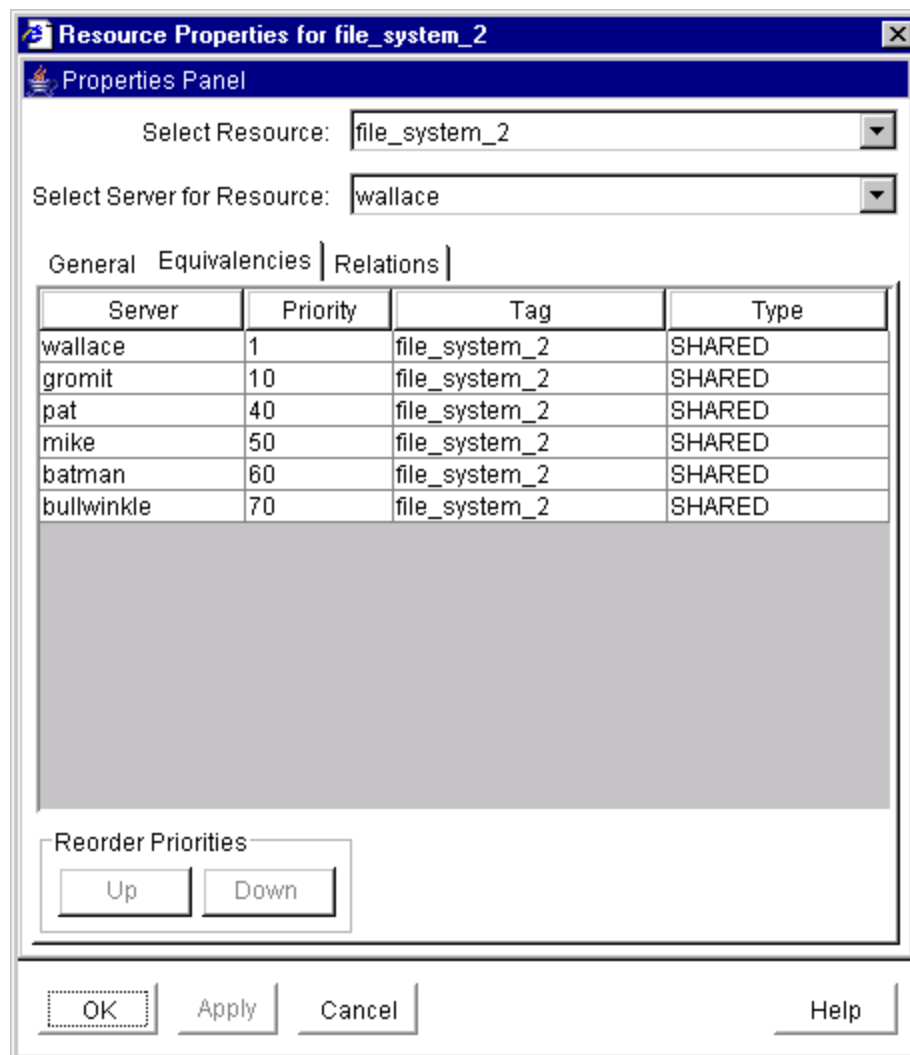 Resource Properties for file_system_2
Properties Panel
Select Resource: file_system_2
Select Server for Resource: wallace
General Equivalencies Relations
Server Priority Tag Type
wallace 1 file_system_2 SHARED
gromit 10 file_system_2 SHARED
pat 40 file_system_2 SHARED
mike 50 file_system_2 SHARED
batman 60 file_system_2 SHARED
bullwinkle 70 file_system_2 SHARED
Reorder Priorities
Up Down
OK Apply Cancel Help